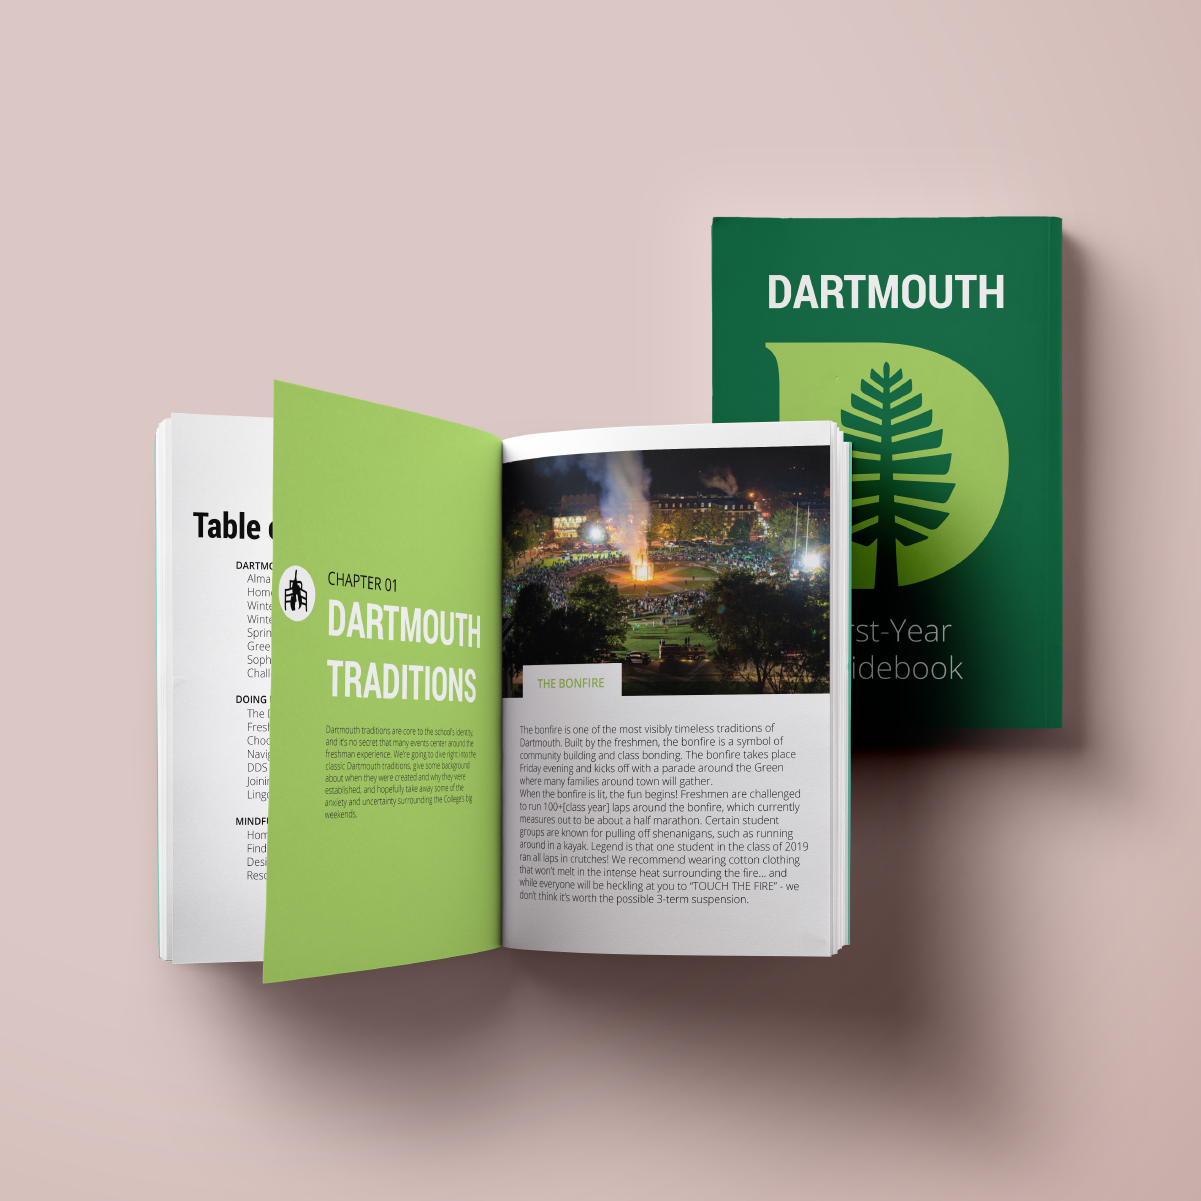 DARTMOUTH
rst-Year
idebook
Table
DARTMO
Alma
Home
Winte
Winte
Sprin
Gree
Soph
Chall
DOING
The
Fresh
Choo
Navig
DDS
Joinin
Lingo
MINDFU
Hom
Find
Desi
Reso
CHAPTER 01
DARTMOUTH
TRADITIONS
Dartmouth traditions are core to the school's identity,
and it's no secret that many events center around the
freshman experience. We're going to dive right into the
classic Dartmouth traditions, give some background
about when they were created and why they were
established, and hopefully take away some of the
anxiety and uncertainty surrounding the College's big
weekends.
THE BONFIRE
The bonfire is one of the most visibly timeless traditions of
Dartmouth. Built by the freshmen, the bonfire is a symbol of
community building and class bonding. The bonfire takes place
Friday evening and kicks off with a parade around the Green
where many families around town will gather.
When the bonfire is lit, the fun begins! Freshmen are challenged
to run 100+[class year] laps around the bonfire, which currently
measures out to be about a half marathon. Certain student
groups are known for pulling off shenanigans, such as running
around in a kayak. Legend is that one student in the class of 2019
ran all laps in crutches! We recommend wearing cotton clothing
that won't melt in the intense heat surrounding the fire... and
while everyone will be heckling at you to “TOUCH THE FIRE” - we
don't think it's worth the possible 3-term suspension.